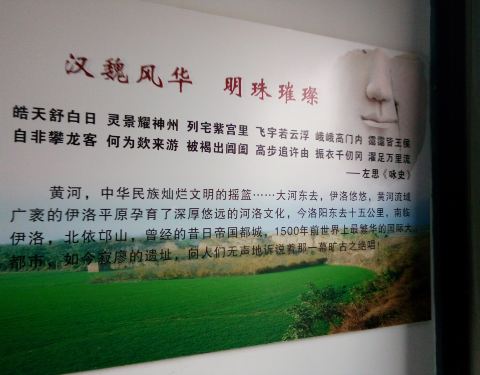 汉魏风华 明珠璀璨
皓天舒白日 灵景耀神州 列宅紫宫里 飞宇若云浮 峨峨高门内 霭霭皆王侯
自非攀龙客 何为欻来游 被褐出阊阖 高步追许由 振衣千仞冈 濯足万里流
——左思《咏史》
黄河，中华民族灿烂文明的摇篮……大河东去，伊洛悠悠，黄河流域
广袤的伊洛平原孕育了深厚悠远的河洛文化，今洛阳东去十五公里，南临
伊洛，北依邙山，曾经的昔日帝国都城，1500年前世界上最繁华的国际大
都市，如今寂寥的遗址，向人们无声地诉说着那一幕旷古之绝唱！